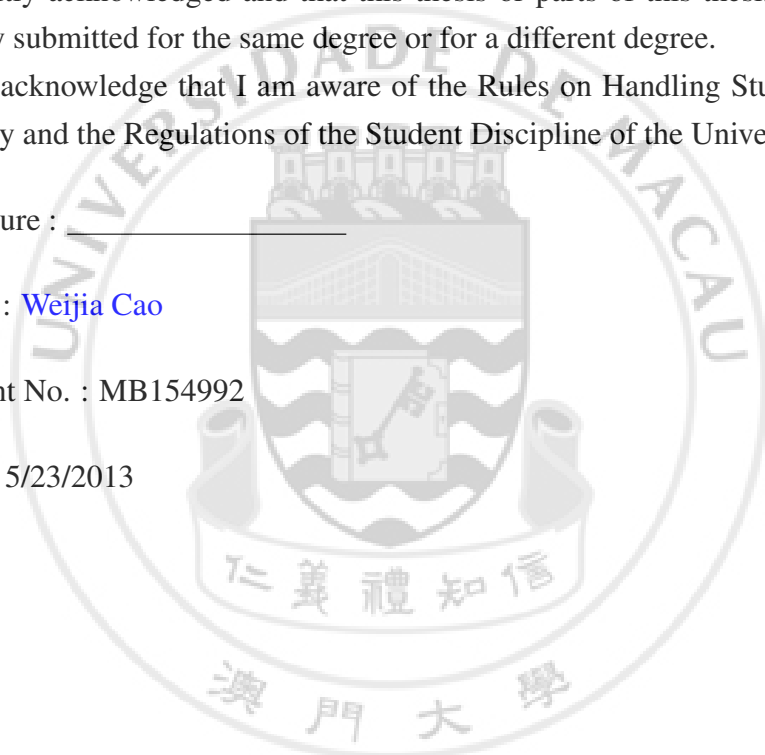 acknowledged and that this thesis or parts of this thesis
submitted for the same degree or for a different degree.
acknowledge that I am aware of the Rules on Handling Stu
and the Regulations of the Student Discipline of the Unive
ure :
: Weijia Cao
nt No. : MB154992
5/23/2013
UNIVERSIDADE DE MACAU
仁義禮知信
澳門大學